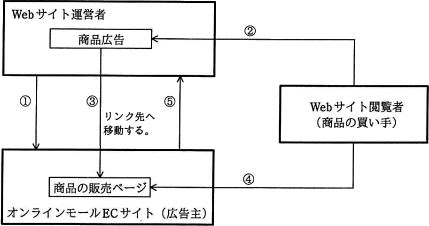 Webサイト運営者
商品広告
②
①
③
⑤
リンク先へ
移動する。
Webサイト閲覧者
(商品の買い手)
④
商品の販売ページ
オンラインモールECサイト(広告主)